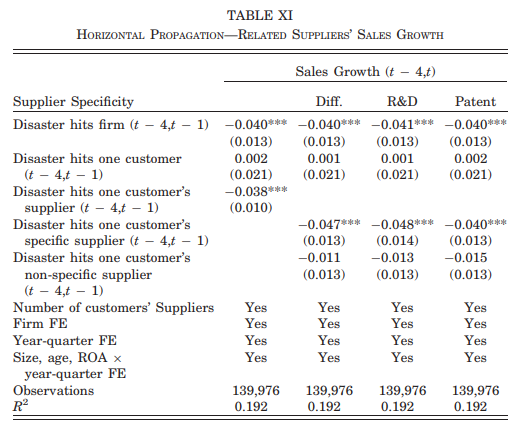 TABLE XI
HORIZONTAL PROPAGATION—RELATED SUPPLIERS' SALES GROWTH
Sales Growth (t − 4,t)
Supplier Specificity Diff. R&D Patent
Disaster hits firm (t − 4,t − 1) −0.040*** −0.040*** −0.041*** −0.040***
(0.013) (0.013) (0.013) (0.013)
Disaster hits one customer 0.002 0.001 0.001 0.002
(t − 4,t − 1) (0.021) (0.021) (0.021) (0.021)
Disaster hits one customer's −0.038***
supplier (t − 4,t − 1) (0.010)
Disaster hits one customer's −0.047*** −0.048*** −0.040***
specific supplier (t − 4,t − 1) (0.013) (0.014) (0.013)
Disaster hits one customer's −0.011 −0.013 −0.015
non-specific supplier (0.013) (0.013) (0.013)
(t − 4,t − 1)
Number of customers' Suppliers Yes Yes Yes Yes
Firm FE Yes Yes Yes Yes
Year-quarter FE Yes Yes Yes Yes
Size, age, ROA × Yes Yes Yes Yes
year-quarter FE
Observations 139,976 139,976 139,976 139,976
R² 0.192 0.192 0.192 0.192